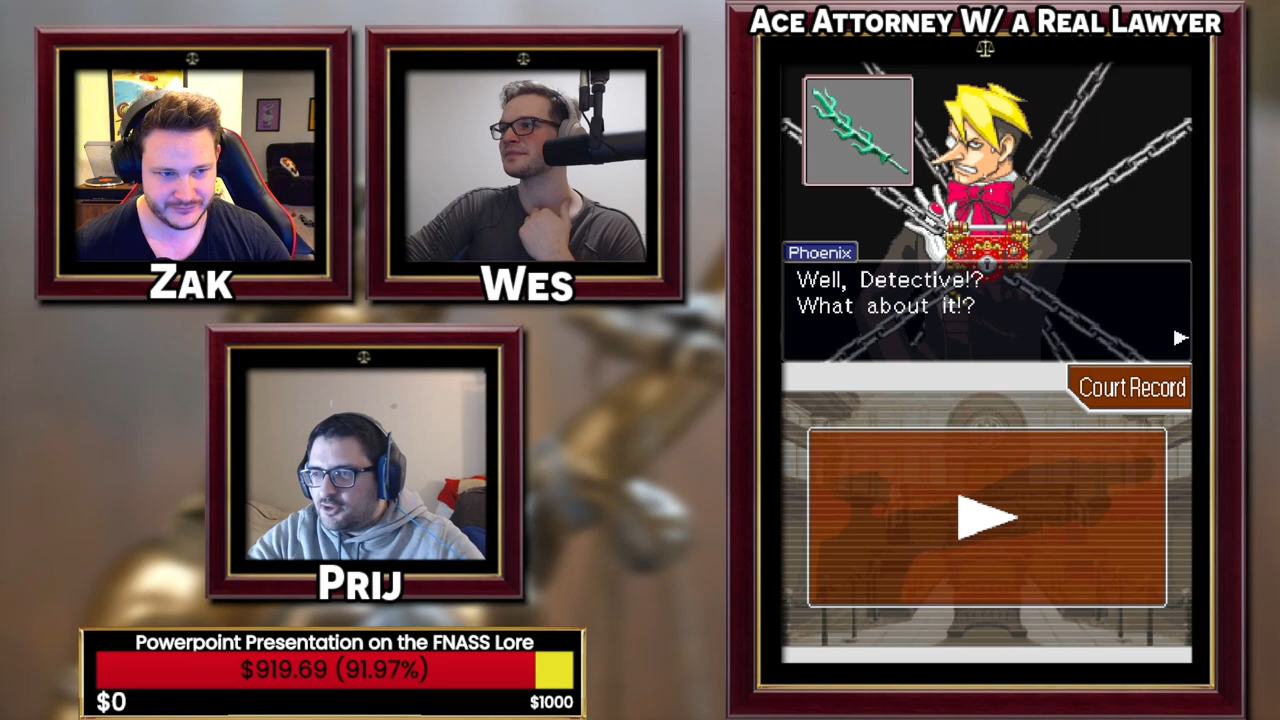 Ace Attorney W/ a Real Lawyer
Zak
Wes
Phoenix
Well, Detective!?
What about it!?
Court Record
Prij
Powerpoint Presentation on the FNASS Lore
$919.69 (91.97%)
$0
$1000